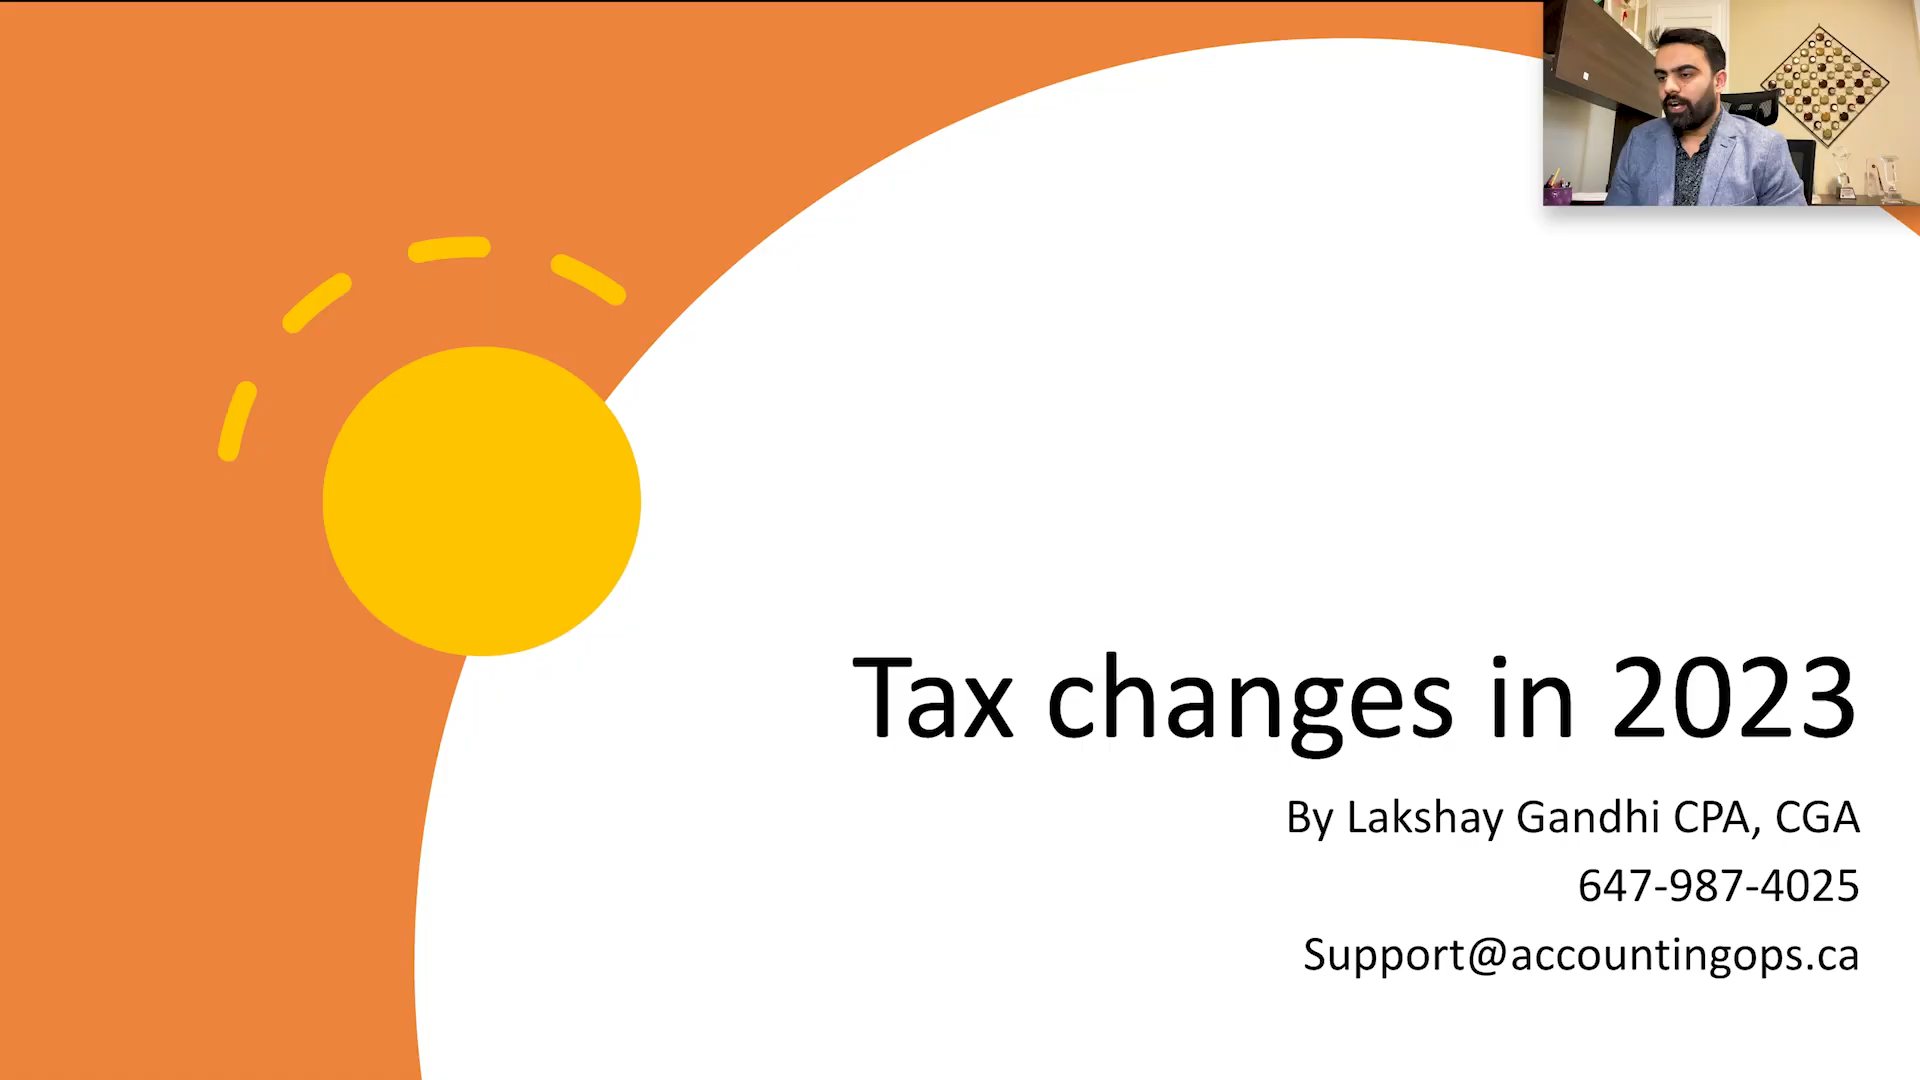 Tax changes in 2023
By Lakshay Gandhi CPA, CGA
647-987-4025
Support@accountingops.ca